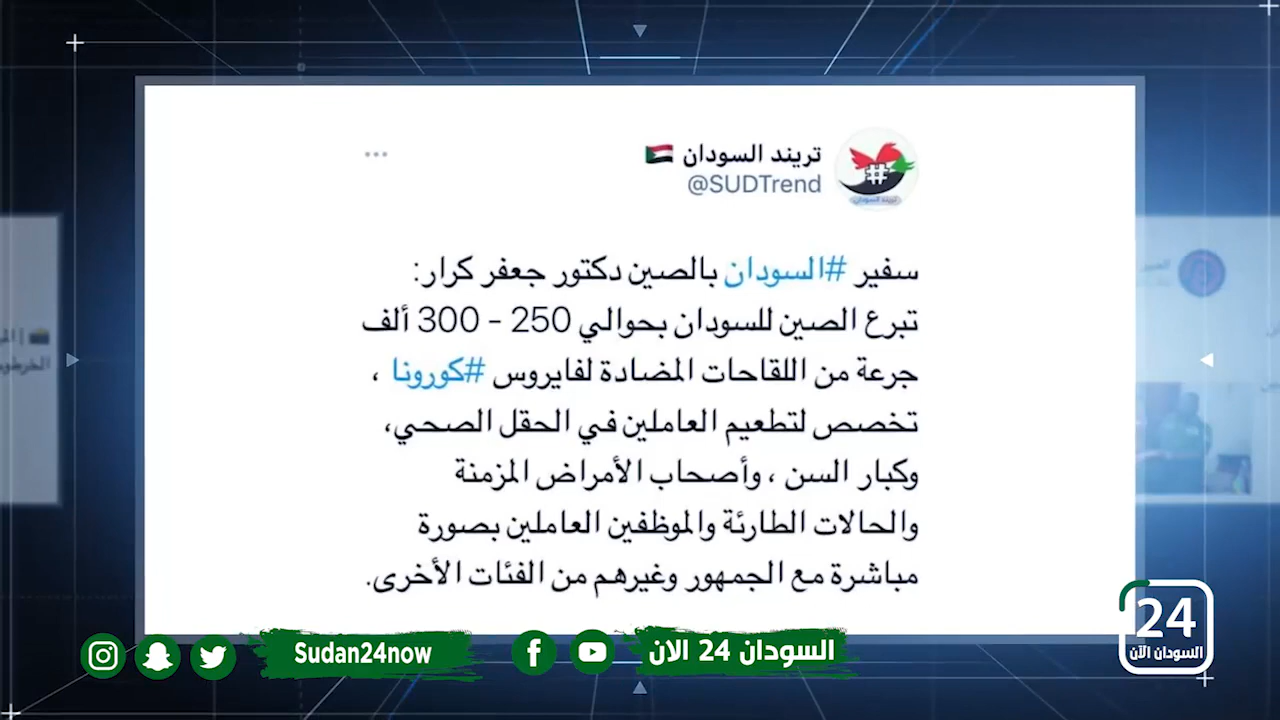 تريند السودان
@SUDTrend
سفير #السودان بالصين دكتور جعفر كرار:
تبرع الصين للسودان بحوالي 250 - 300 ألف
جرعة من اللقاحات المضادة لفايروس #كورونا ،
تخصص لتطعيم العاملين في الحقل الصحي،
وكبار السن ، وأصحاب الأمراض المزمنة
والحالات الطارئة والموظفين العاملين بصورة
مباشرة مع الجمهور وغيرهم من الفئات الأخرى.
24
السودان الآن
Sudan24now
السودان 24 الان